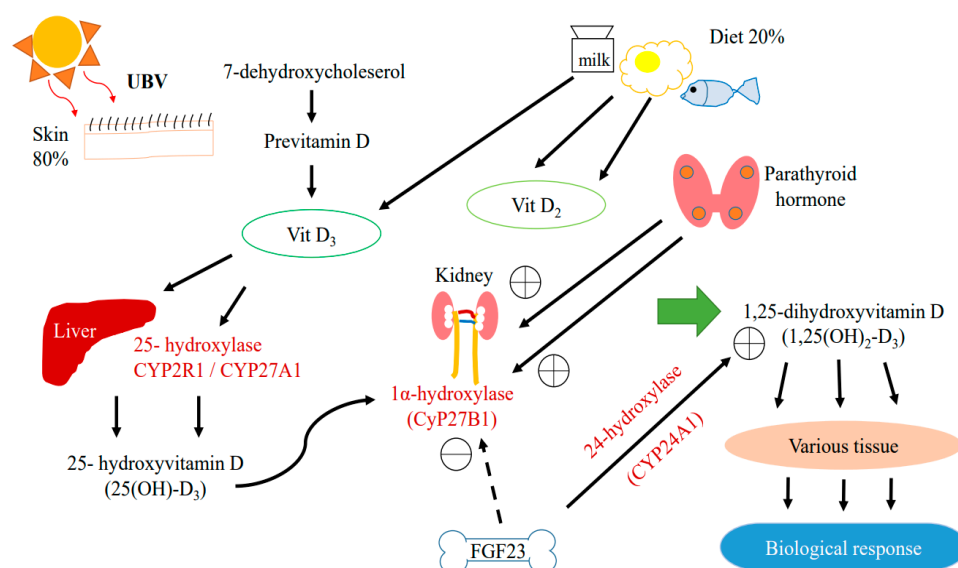 UBV
Skin
80%
7-dehydroxycholeserol
Previtamin D
Vit D₃
milk
Diet 20%
Vit D₂
Parathyroid
hormone
Liver
25- hydroxylase
CYP2R1 / CYP27A1
25- hydroxyvitamin D
(25(OH)-D₃)
Kidney
1α-hydroxylase
(CyP27B1)
FGF23
24-hydroxylase
(CYP24A1)
1,25-dihydroxyvitamin D
(1,25(OH)₂-D₃)
Various tissue
Biological response